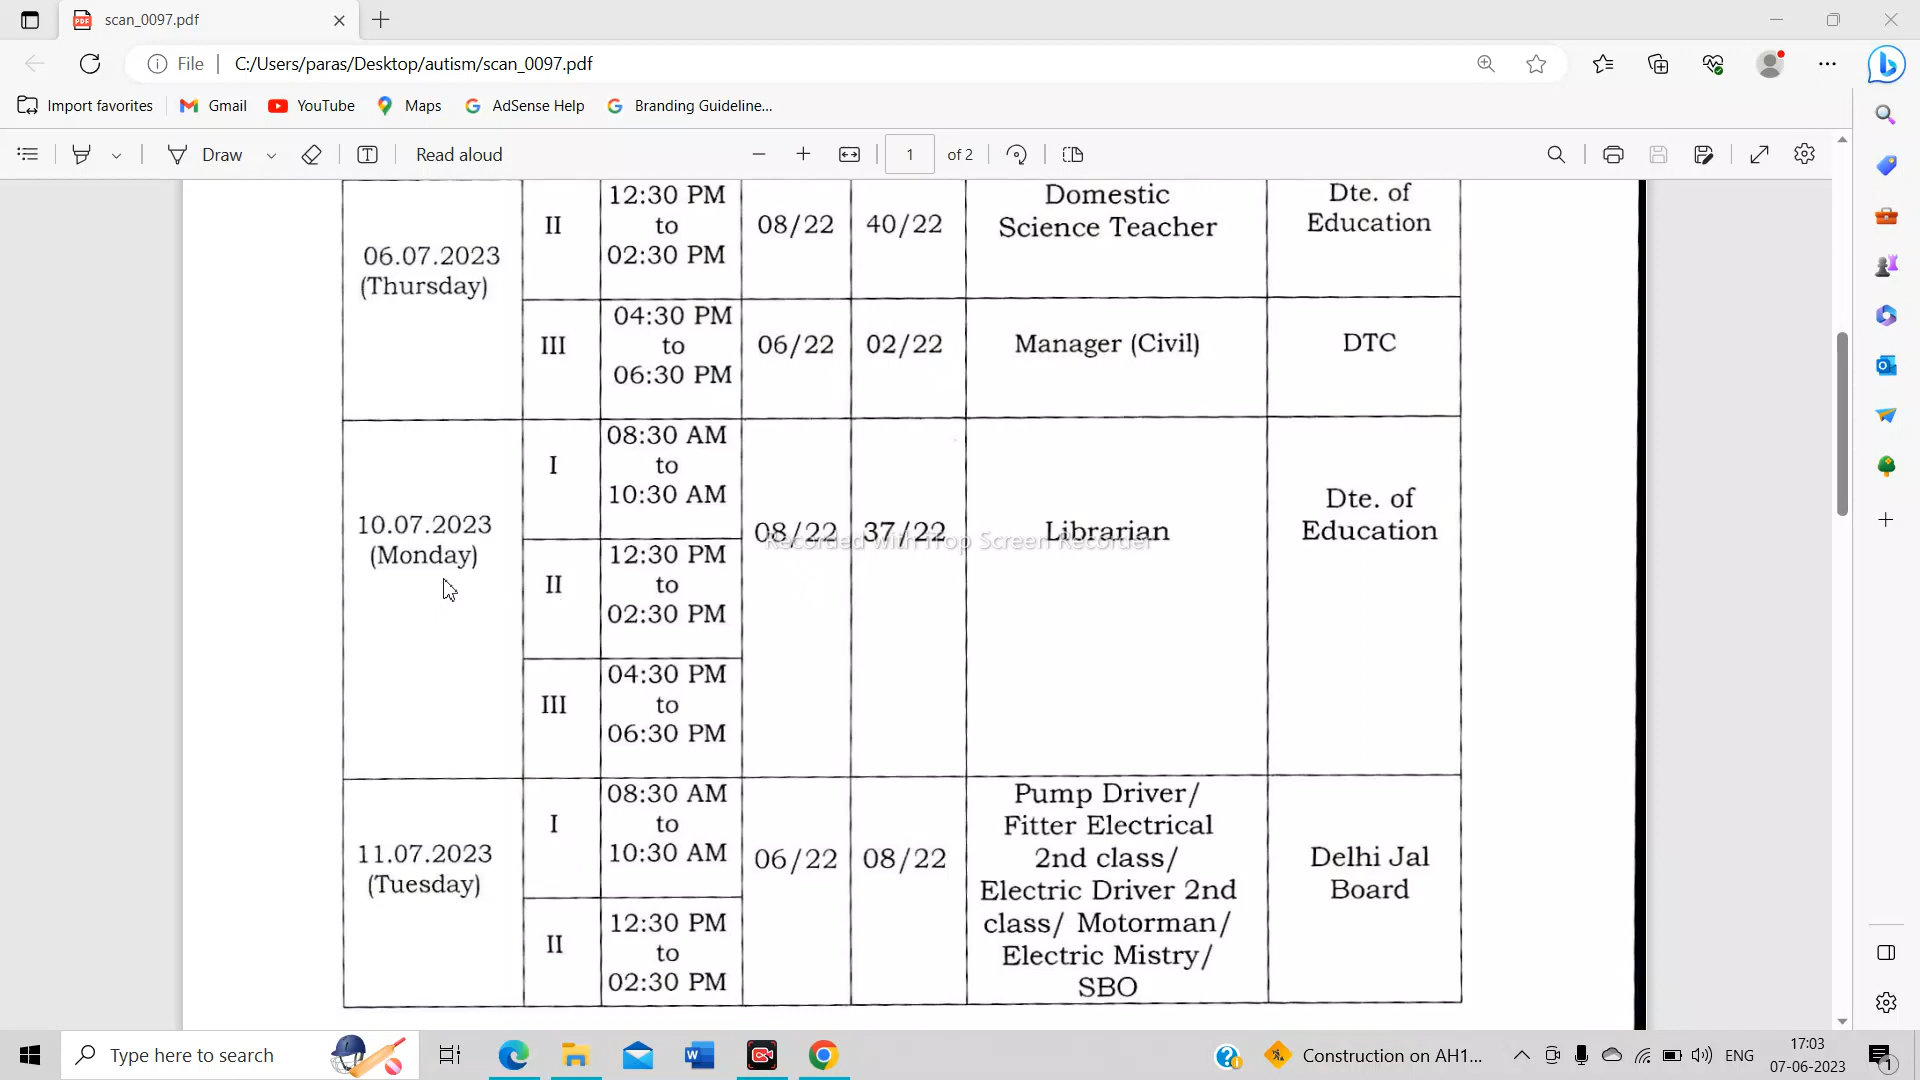 scan_0097.pdf
File
C:/Users/paras/Desktop/autism/scan_0097.pdf
Import favorites
Gmail
YouTube
Maps
AdSense Help
Branding Guideline...
Draw
Read aloud
1 of 2
06.07.2023
(Thursday)
II
12:30 PM
to
02:30 PM
08/22
40/22
Domestic
Science Teacher
Dte. of
Education
III
04:30 PM
to
06:30 PM
06/22
02/22
Manager (Civil)
DTC
10.07.2023
(Monday)
I
08:30 AM
to
10:30 AM
II
12:30 PM
to
02:30 PM
III
04:30 PM
to
06:30 PM
08/22
37/22
Librarian
Dte. of
Education
Recorded with iTop Screen Recorder
11.07.2023
(Tuesday)
I
08:30 AM
to
10:30 AM
II
12:30 PM
to
02:30 PM
06/22
08/22
Pump Driver/
Fitter Electrical
2nd class/
Electric Driver 2nd
class/ Motorman/
Electric Mistry/
SBO
Delhi Jal
Board
Type here to search
Construction on AH1...
ENG
17:03
07-06-2023
1